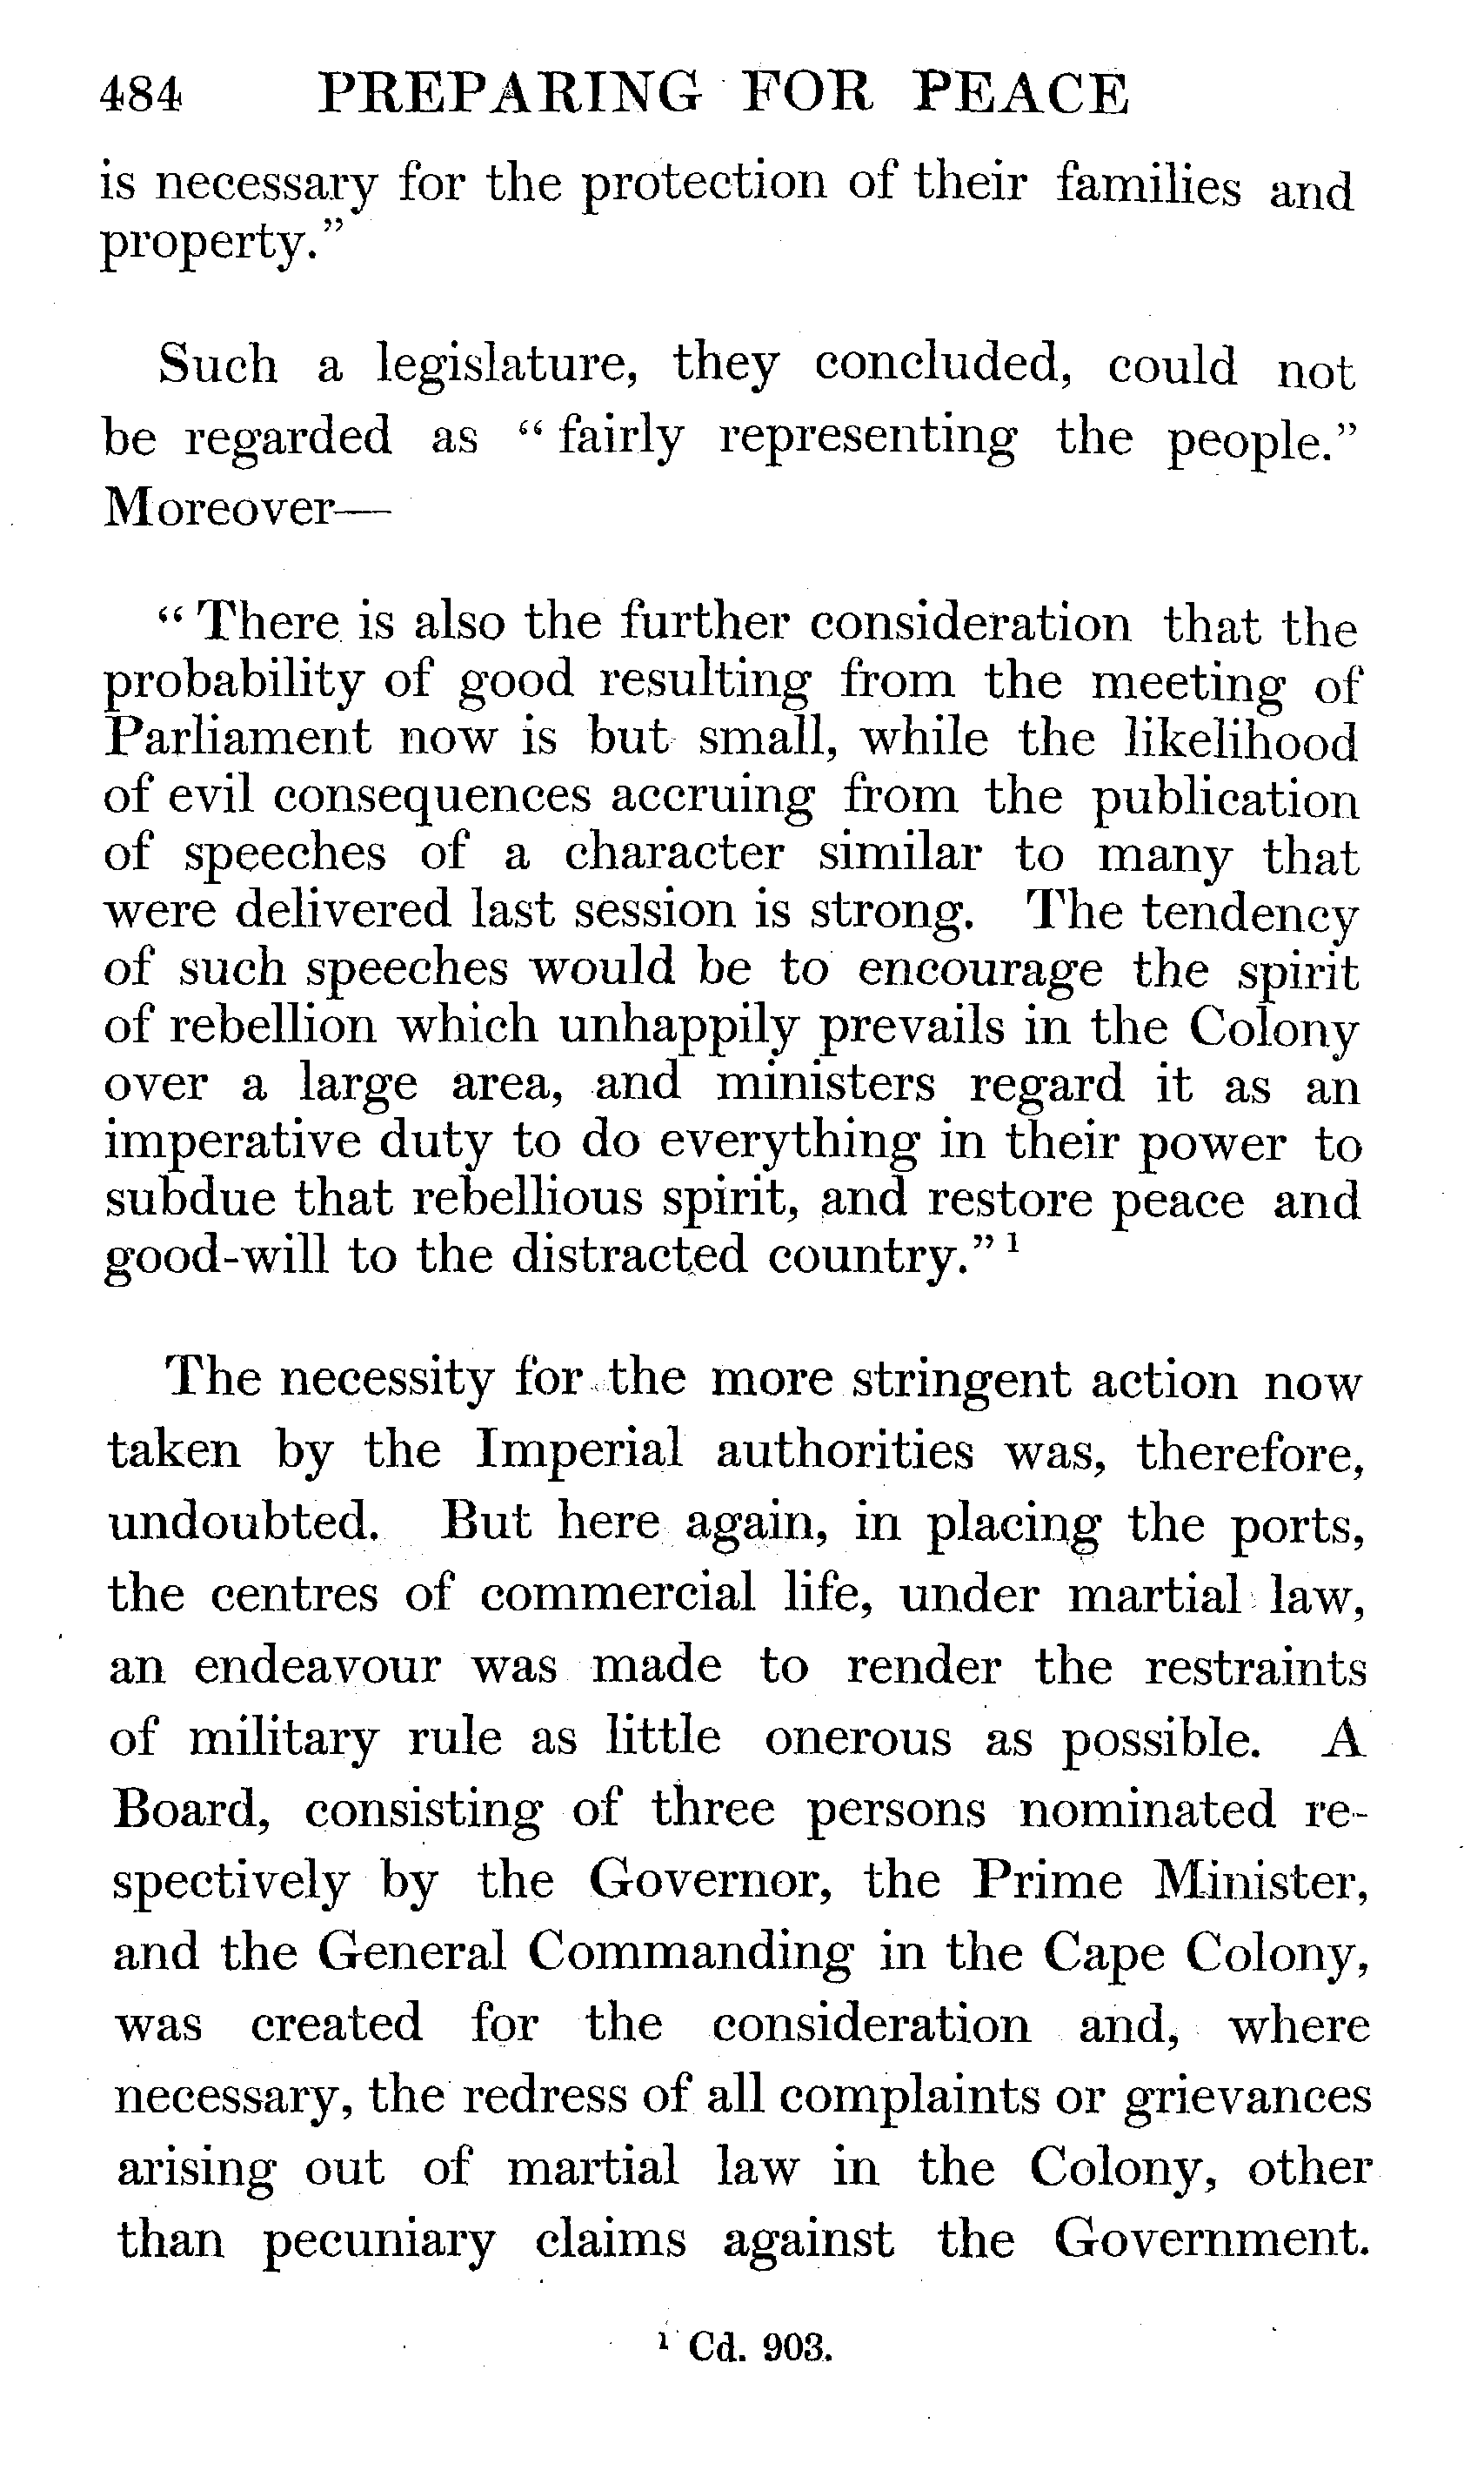 484 PREPARING FOR PEACE
is necessary for the protection of their families and
property.”
Such a legislature, they concluded, could not
be regarded as “ fairly representing the people.”
Moreover—
“ There is also the further consideration that the
probability of good resulting from the meeting of
Parliament now is but small, while the likelihood
of evil consequences accruing from the publication
of speeches of a character similar to many that
were delivered last session is strong. The tendency
of such speeches would be to encourage the spirit
of rebellion which unhappily prevails in the Colony
over a large area, and ministers regard it as an
imperative duty to do everything in their power to
subdue that rebellious spirit, and restore peace and
good-will to the distracted country.” ¹
The necessity for the more stringent action now
taken by the Imperial authorities was, therefore,
undoubted. But here again, in placing the ports,
the centres of commercial life, under martial law,
an endeavour was made to render the restraints
of military rule as little onerous as possible. A
Board, consisting of three persons nominated re-
spectively by the Governor, the Prime Minister,
and the General Commanding in the Cape Colony,
was created for the consideration and, where
necessary, the redress of all complaints or grievances
arising out of martial law in the Colony, other
than pecuniary claims against the Government.
¹ Cd. 903.